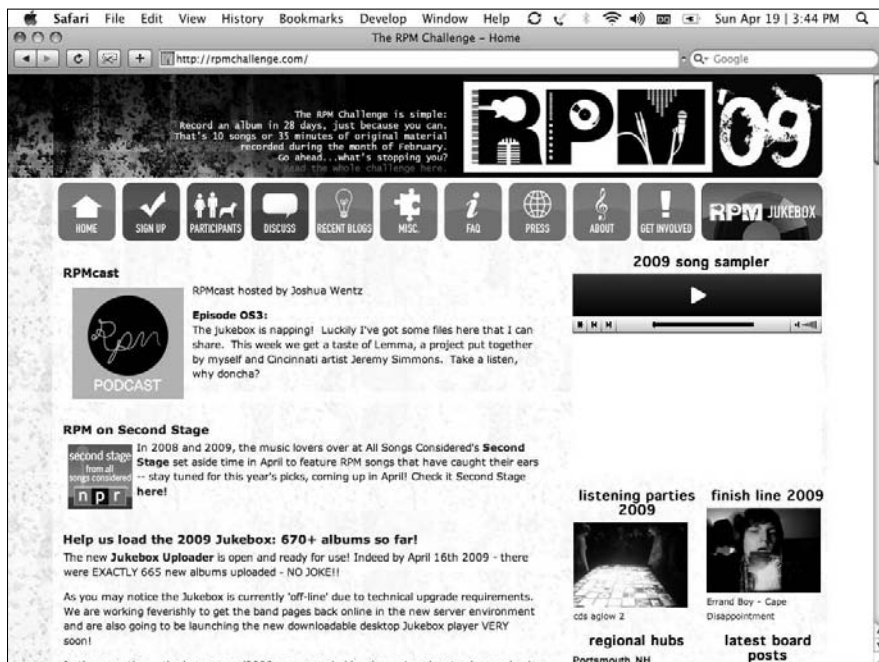 Safari File Edit View History Bookmarks Develop Window Help Sun Apr 19 | 3:44 PM
The RPM Challenge – Home
http://rpmchallenge.com/
Google
The RPM Challenge is simple:
Record an album in 28 days, just because you can.
That's 10 songs or 35 minutes of original material
recorded during the month of February.
Go ahead...what's stopping you?
read the whole challenge here.
RPM '09
HOME
SIGN UP
PARTICIPANTS
DISCUSS
RECENT BLOGS
MISC.
FAQ
PRESS
ABOUT
GET INVOLVED
RPM JUKEBOX
RPMcast
Rpm
PODCAST
RPMcast hosted by Joshua Wentz
Episode OS3:
The jukebox is napping! Luckily I've got some files here that I can
share. This week we get a taste of Lemma, a project put together
by myself and Cincinnati artist Jeremy Simmons. Take a listen,
why doncha?
RPM on Second Stage
second stage
from all
songs considered
n p r
In 2008 and 2009, the music lovers over at All Songs Considered's Second
Stage set aside time in April to feature RPM songs that have caught their ears
-- stay tuned for this year's picks, coming up in April! Check it Second Stage
here!
Help us load the 2009 Jukebox: 670+ albums so far!
The new Jukebox Uploader is open and ready for use! Indeed by April 16th 2009 - there
were EXACTLY 665 new albums uploaded - NO JOKE!!
As you may notice the Jukebox is currently 'off-line' due to technical upgrade requirements.
We are working feverishly to get the band pages back online in the new server environment
and are also going to be launching the new downloadable desktop Jukebox player VERY
soon!
2009 song sampler
listening parties
2009
cds aglow 2
finish line 2009
Errand Boy - Cape
Disappointment
regional hubs
Portsmouth, NH
latest board
posts